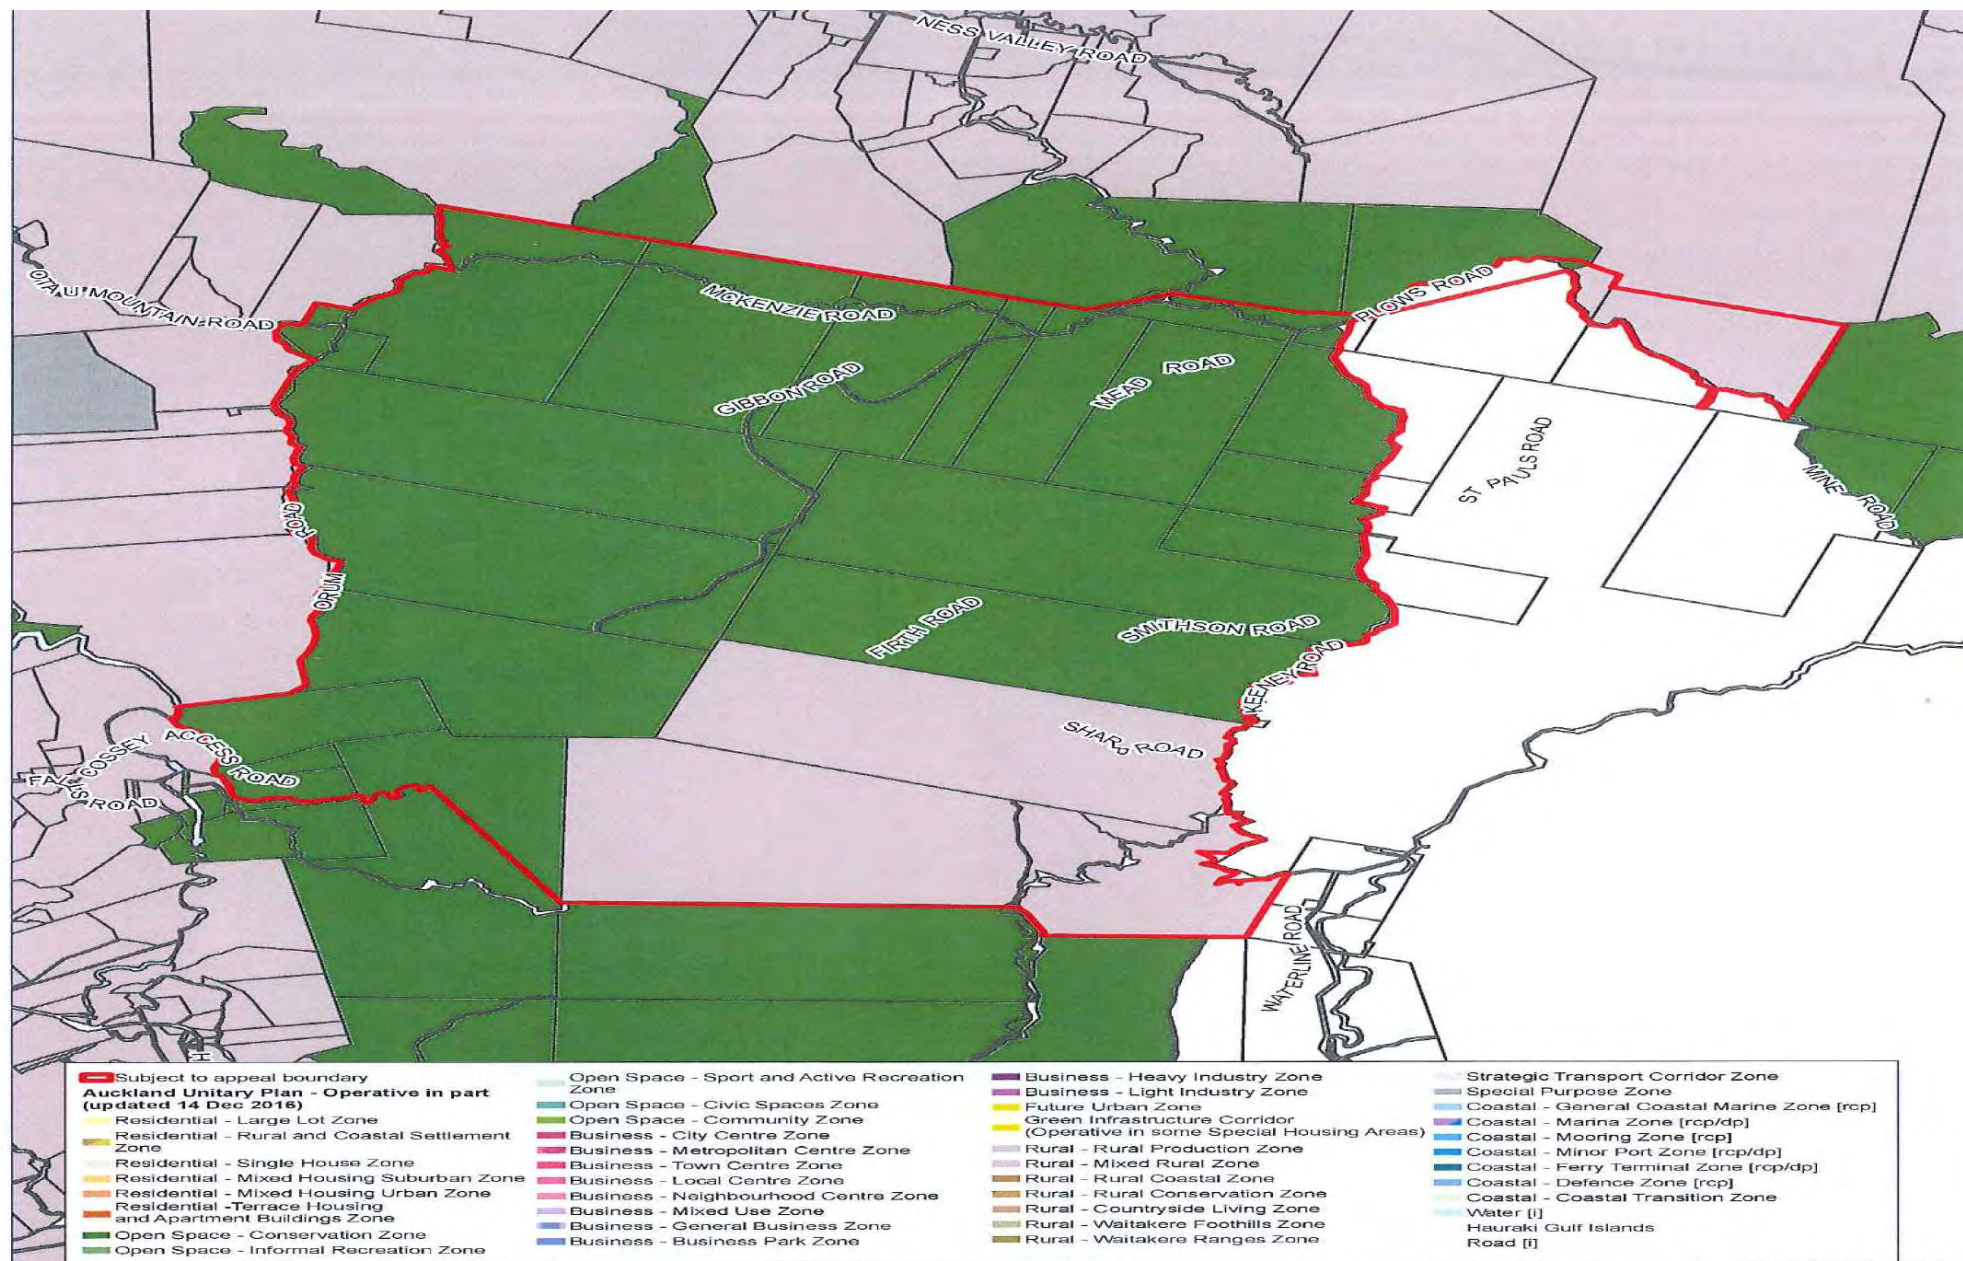 NESS VALLEY ROAD
OTAU MOUNTAIN ROAD
MCKENZIE ROAD
PLOWS ROAD
GIBBON ROAD
MEAD ROAD
ST PAULS ROAD
MINE ROAD
ORUM ROAD
FIRTH ROAD
SMITHSON ROAD
KEENEY ROAD
SHARP ROAD
COSSEY ACCESS ROAD
FALLS ROAD
WATERLINE ROAD
H
Subject to appeal boundary
Auckland Unitary Plan - Operative in part
(updated 14 Dec 2016)
Residential - Large Lot Zone
Residential - Rural and Coastal Settlement
Zone
Residential - Single House Zone
Residential - Mixed Housing Suburban Zone
Residential - Mixed Housing Urban Zone
Residential -Terrace Housing
and Apartment Buildings Zone
Open Space - Conservation Zone
Open Space - Informal Recreation Zone
Open Space - Sport and Active Recreation
Zone
Open Space - Civic Spaces Zone
Open Space - Community Zone
Business - City Centre Zone
Business - Metropolitan Centre Zone
Business - Town Centre Zone
Business - Local Centre Zone
Business - Neighbourhood Centre Zone
Business - Mixed Use Zone
Business - General Business Zone
Business - Business Park Zone
Business - Heavy Industry Zone
Business - Light Industry Zone
Future Urban Zone
Green Infrastructure Corridor
(Operative in some Special Housing Areas)
Rural - Rural Production Zone
Rural - Mixed Rural Zone
Rural - Rural Coastal Zone
Rural - Rural Conservation Zone
Rural - Countryside Living Zone
Rural - Waitakere Foothills Zone
Rural - Waitakere Ranges Zone
Strategic Transport Corridor Zone
Special Purpose Zone
Coastal - General Coastal Marine Zone [rcp]
Coastal - Marina Zone [rcp/dp]
Coastal - Mooring Zone [rcp]
Coastal - Minor Port Zone [rcp/dp]
Coastal - Ferry Terminal Zone [rcp/dp]
Coastal - Defence Zone [rcp]
Coastal - Coastal Transition Zone
Water [i]
Hauraki Gulf Islands
Road [i]